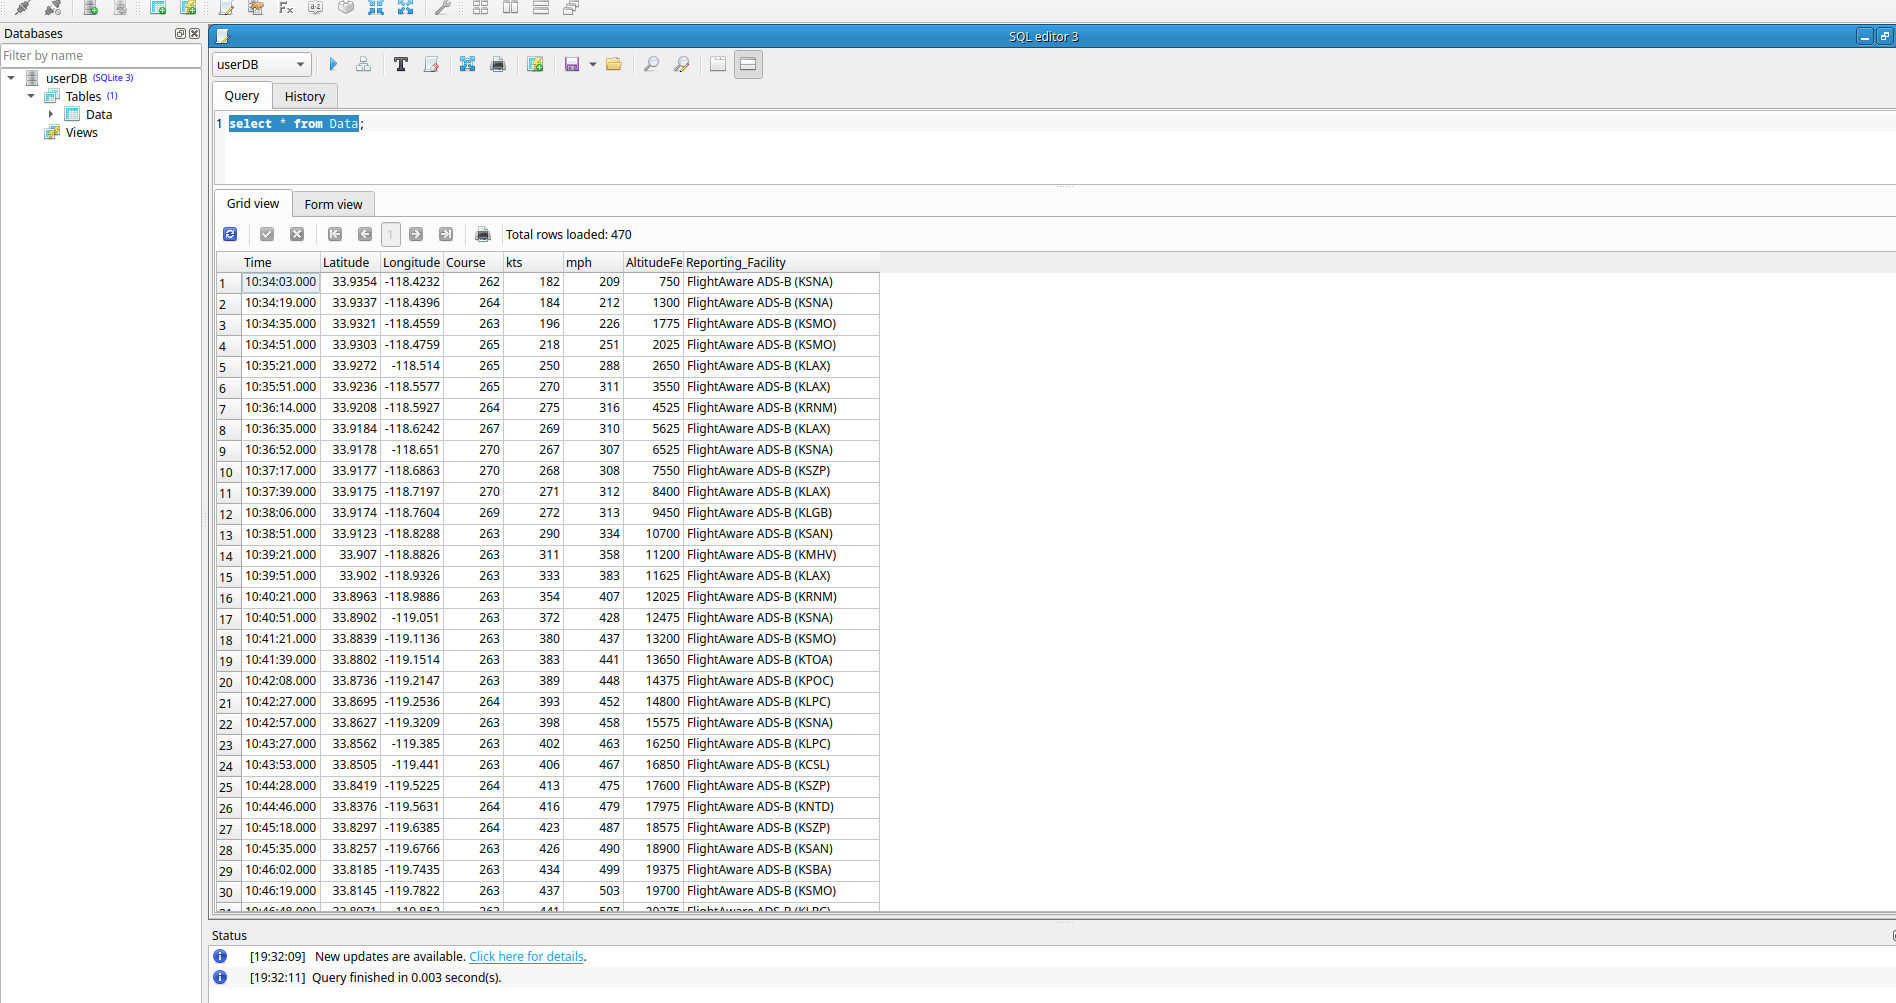 Databases
Filter by name
userDB (SQLite 3)
Tables (1)
Data
Views
SQL editor 3
userDB
Query History
1 select * from Data;
Grid view Form view
1 Total rows loaded: 470
Time Latitude Longitude Course kts mph AltitudeFe Reporting_Facility
1 10:34:03.000 33.9354 -118.4232 262 182 209 750 FlightAware ADS-B (KSNA)
2 10:34:19.000 33.9337 -118.4396 264 184 212 1300 FlightAware ADS-B (KSNA)
3 10:34:35.000 33.9321 -118.4559 263 196 226 1775 FlightAware ADS-B (KSMO)
4 10:34:51.000 33.9303 -118.4759 265 218 251 2025 FlightAware ADS-B (KSMO)
5 10:35:21.000 33.9272 -118.514 265 250 288 2650 FlightAware ADS-B (KLAX)
6 10:35:51.000 33.9236 -118.5577 265 270 311 3550 FlightAware ADS-B (KLAX)
7 10:36:14.000 33.9208 -118.5927 264 275 316 4525 FlightAware ADS-B (KRNM)
8 10:36:35.000 33.9184 -118.6242 267 269 310 5625 FlightAware ADS-B (KLAX)
9 10:36:52.000 33.9178 -118.651 270 267 307 6525 FlightAware ADS-B (KSNA)
10 10:37:17.000 33.9177 -118.6863 270 268 308 7550 FlightAware ADS-B (KSZP)
11 10:37:39.000 33.9175 -118.7197 270 271 312 8400 FlightAware ADS-B (KLAX)
12 10:38:06.000 33.9174 -118.7604 269 272 313 9450 FlightAware ADS-B (KLGB)
13 10:38:51.000 33.9123 -118.8288 263 290 334 10700 FlightAware ADS-B (KSAN)
14 10:39:21.000 33.907 -118.8826 263 311 358 11200 FlightAware ADS-B (KMHV)
15 10:39:51.000 33.902 -118.9326 263 333 383 11625 FlightAware ADS-B (KLAX)
16 10:40:21.000 33.8963 -118.9886 263 354 407 12025 FlightAware ADS-B (KRNM)
17 10:40:51.000 33.8902 -119.051 263 372 428 12475 FlightAware ADS-B (KSNA)
18 10:41:21.000 33.8839 -119.1136 263 380 437 13200 FlightAware ADS-B (KSMO)
19 10:41:39.000 33.8802 -119.1514 263 383 441 13650 FlightAware ADS-B (KTOA)
20 10:42:08.000 33.8736 -119.2147 263 389 448 14375 FlightAware ADS-B (KPOC)
21 10:42:27.000 33.8695 -119.2536 264 393 452 14800 FlightAware ADS-B (KLPC)
22 10:42:57.000 33.8627 -119.3209 263 398 458 15575 FlightAware ADS-B (KSNA)
23 10:43:27.000 33.8562 -119.385 263 402 463 16250 FlightAware ADS-B (KLPC)
24 10:43:53.000 33.8505 -119.441 263 406 467 16850 FlightAware ADS-B (KCSL)
25 10:44:28.000 33.8419 -119.5225 264 413 475 17600 FlightAware ADS-B (KSZP)
26 10:44:46.000 33.8376 -119.5631 264 416 479 17975 FlightAware ADS-B (KNTD)
27 10:45:18.000 33.8297 -119.6385 264 423 487 18575 FlightAware ADS-B (KSZP)
28 10:45:35.000 33.8257 -119.6766 263 426 490 18900 FlightAware ADS-B (KSAN)
29 10:46:02.000 33.8185 -119.7435 263 434 499 19375 FlightAware ADS-B (KSBA)
30 10:46:19.000 33.8145 -119.7822 263 437 503 19700 FlightAware ADS-B (KSMO)
Status
[19:32:09] New updates are available. Click here for details.
[19:32:11] Query finished in 0.003 second(s).